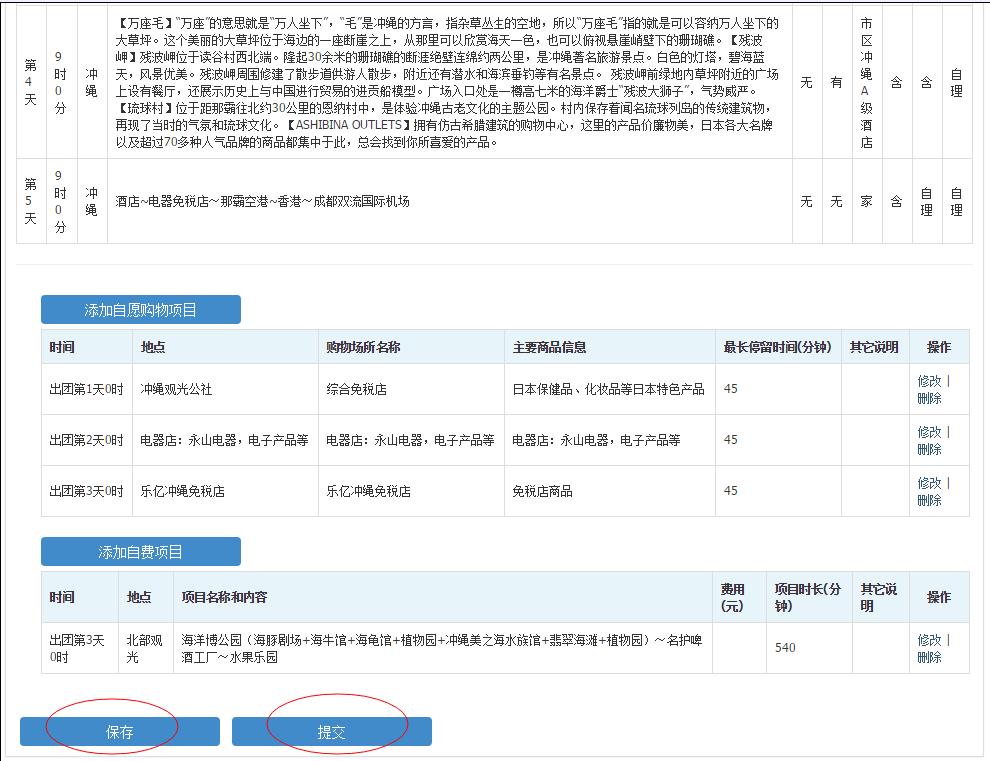 【万座毛】"万座"的意思就是"万人坐下"，"毛"是冲绳的方言，指杂草丛生的空地，所以"万座毛"指的就是可以容纳万人坐下的
大草坪。这个美丽的大草坪位于海边的一座断崖之上，从那里可以欣赏海天一色，也可以俯视悬崖峭壁下的珊瑚礁。【残波
岬】残波岬位于读谷村西北端。隆起30余米的珊瑚礁的断涯绝壁连绵约两公里，是冲绳著名旅游景点。白色的灯塔，碧海蓝
天，风景优美。残波岬周围修建了散步道供游人散步，附近还有潜水和海滨垂钓等有名景点。 残波岬前绿地内草坪附近的广场
上设有餐厅，还展示历史上与中国进行贸易的进贡船模型。广场入口处是一樽高七米的海洋爵士"残波大狮子"，气势威严。
【琉球村】位于距那霸往北约30公里的恩纳村中，是体验冲绳古老文化的主题公园。村内保存着闻名琉球列岛的传统建筑物，
再现了当时的气氛和琉球文化。【ASHIBINA OUTLETS】拥有仿古希腊建筑的购物中心，这里的产品价廉物美，日本各大名牌
以及超过70多种人气品牌的商品都集中于此，总会找到你所喜爱的产品。
第4天 9时0分 冲绳 无 有 市区冲绳A级酒店 含 含 自理
第5天 9时0分 冲绳 酒店~电器免税店～那霸空港~香港～成都双流国际机场 无 无 家 含 自理 自理
添加自愿购物项目
时间 地点 购物场所名称 主要商品信息 最长停留时间(分钟) 其它说明 操作
出团第1天0时 冲绳观光公社 综合免税店 日本保健品、化妆品等日本特色产品 45 修改 |
删除
出团第2天0时 电器店：永山电器，电子产品等 电器店：永山电器，电子产品等 电器店：永山电器，电子产品等 45 修改 |
删除
出团第3天0时 乐亿冲绳免税店 乐亿冲绳免税店 免税店商品 45 修改 |
删除
添加自费项目
时间 地点 项目名称和内容 费用
(元) 项目时长(分
钟) 其它说
明 操作
出团第3天
0时 北部观
光 海洋博公园（海豚剧场+海牛馆+海龟馆+植物园+冲绳美之海水族馆+翡翠海滩+植物园）～名护啤
酒工厂～水果乐园 540 修改 |
删除
保存 提交